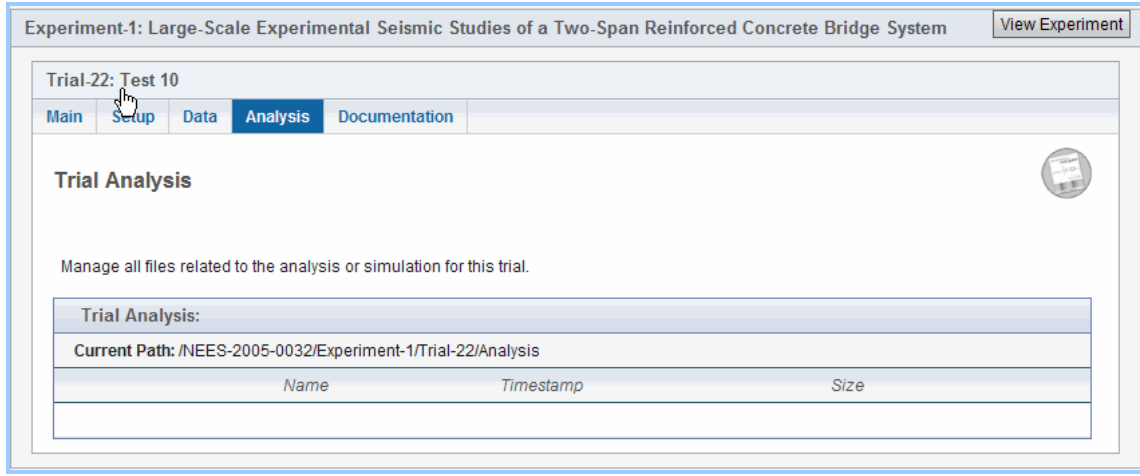 Experiment-1: Large-Scale Experimental Seismic Studies of a Two-Span Reinforced Concrete Bridge System View Experiment
Trial-22: Test 10
Main Setup Data Analysis Documentation
Trial Analysis
Manage all files related to the analysis or simulation for this trial.
Trial Analysis:
Current Path: /NEES-2005-0032/Experiment-1/Trial-22/Analysis
Name Timestamp Size